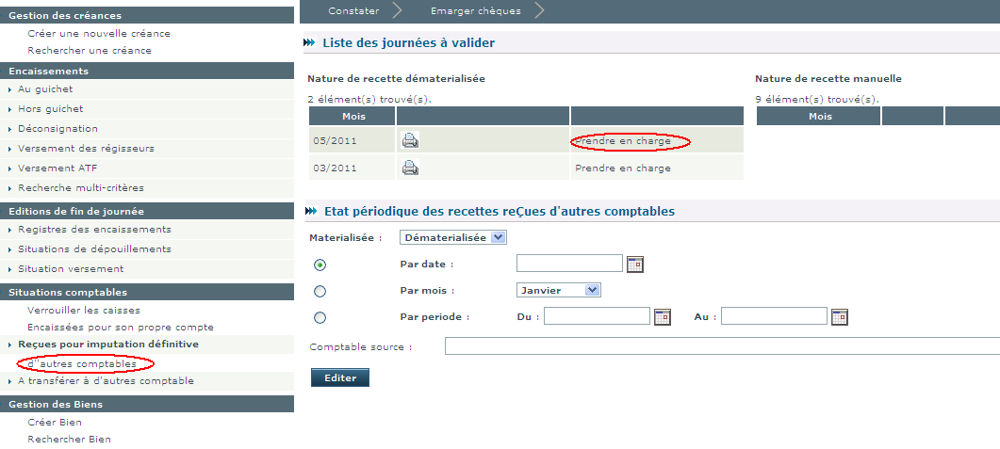 Gestion des créances
Créer une nouvelle créance
Rechercher une créance
Encaissements
Au guichet
Hors guichet
Déconsignation
Versement des régisseurs
Versement ATF
Recherche multi-critères
Editions de fin de journée
Registres des encaissements
Situations de dépouillements
Situation versement
Situations comptables
Verrouiller les caisses
Encaissées pour son propre compte
Reçues pour imputation définitive
d''autres comptables
A transférer à d'autres comptable
Gestion des Biens
Créer Bien
Rechercher Bien
Constater Emarger chèques
Liste des journées à valider
Nature de recette dématerialisée
2 élément(s) trouvé(s).
Mois
05/2011 Prendre en charge
03/2011 Prendre en charge
Nature de recette manuelle
9 élément(s) trouvé(s).
Mois
Etat périodique des recettes reÇues d'autres comptables
Materialisée : Dématerialisée
Par date :
Par mois : Janvier
Par periode : Du : Au :
Comptable source :
Editer